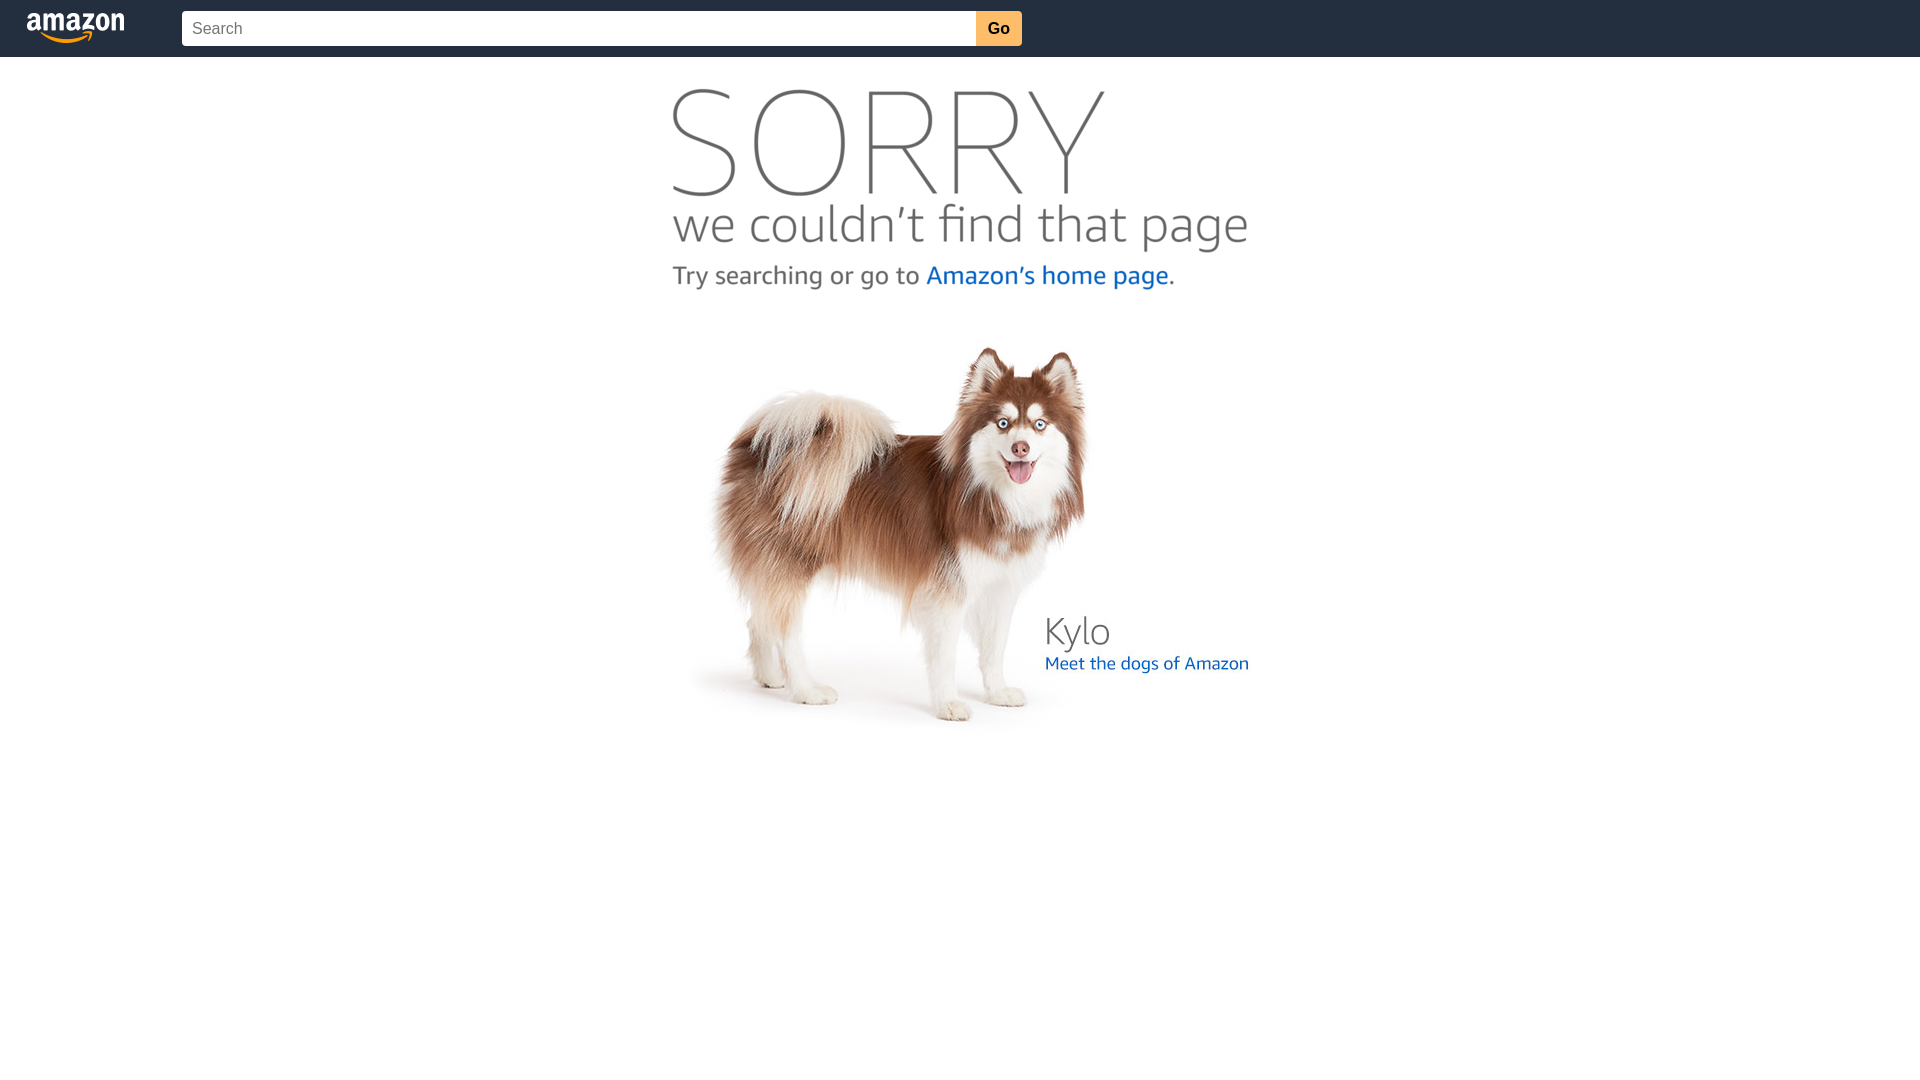 amazon
Search
Go
SORRY
we couldn't find that page
Try searching or go to Amazon's home page.
Kylo
Meet the dogs of Amazon